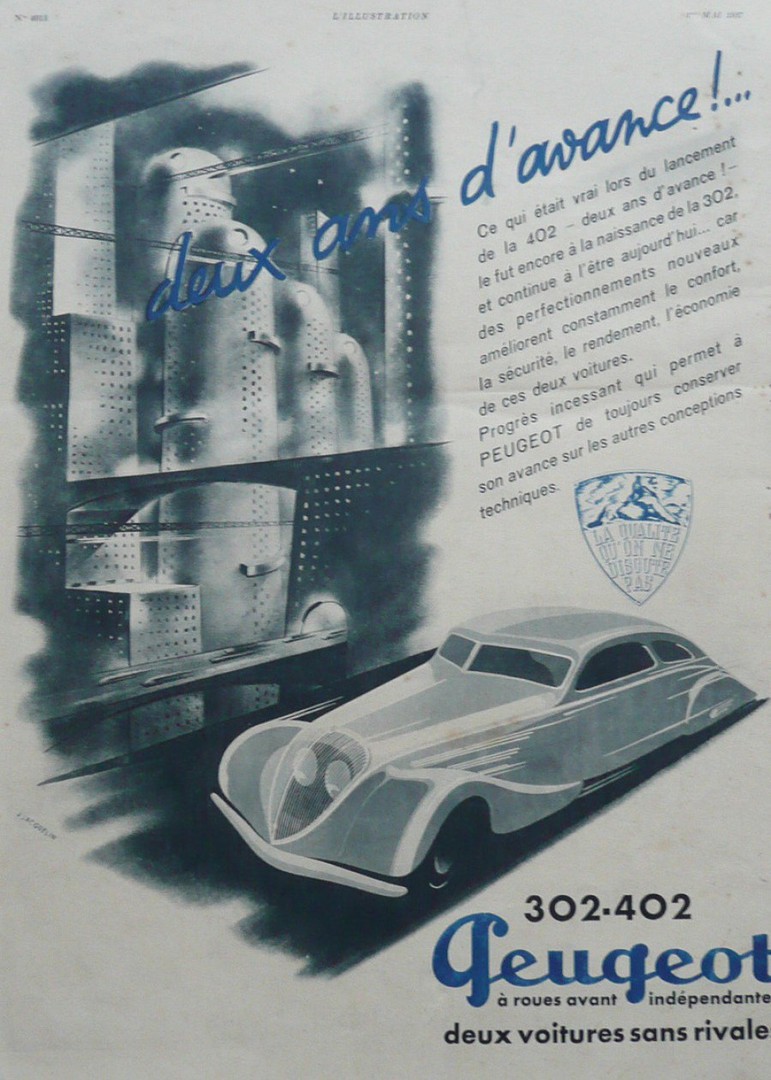 L'ILLUSTRATION
deux ans d'avance!...
Ce qui était vrai lors du lancement
de la 402 – deux ans d'avance ! –
le fut encore à la naissance de la 302,
et continue à l'être aujourd'hui... car
des perfectionnements nouveaux
améliorent constamment le confort,
la sécurité, le rendement, l'économie
de ces deux voitures.
Progrès incessant qui permet à
PEUGEOT de toujours conserver
son avance sur les autres conceptions
techniques.
LA QUALITÉ
QU'ON NE
DISCUTE
PAS
J. JACQUELIN
302·402
Peugeot
à roues avant indépendante
deux voitures sans rivale